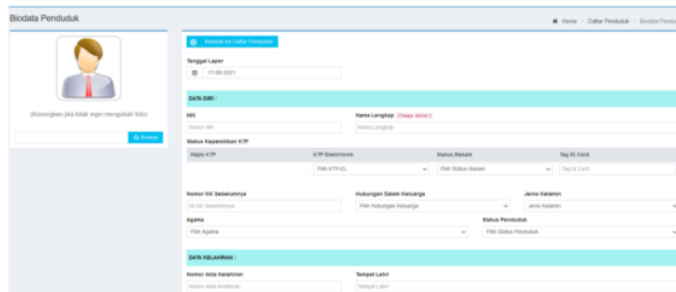 Biodata Penduduk
Home Daftar Penduduk Biodata Pendu
Kembali Ke Daftar Penduduk
Tanggal Lapor
17-09-2021
(Kosongkan jika tidak ingin mengubah foto)
Browse
DATA DIRI :
NIK Nama Lengkap (Tanpa Gelar)
Nomor NIK Nama Lengkap
Status Kepemilikan KTP
Wajib KTP KTP Elektronik Status Rekam Tag ID Card
Pilih KTP-EL Pilih Status Rekam Tag Id Card
Nomor KK Sebelumnya Hubungan Dalam Keluarga Jenis Kelamin
No KK Sebelumnya Pilih Hubungan Keluarga Jenis Kelamin
Agama Status Penduduk
Pilih Agama Pilih Status Penduduk
DATA KELAHIRAN :
Nomor Akta Kelahiran Tempat Lahir
Nomor Akta Kelahiran Tempat Lahir